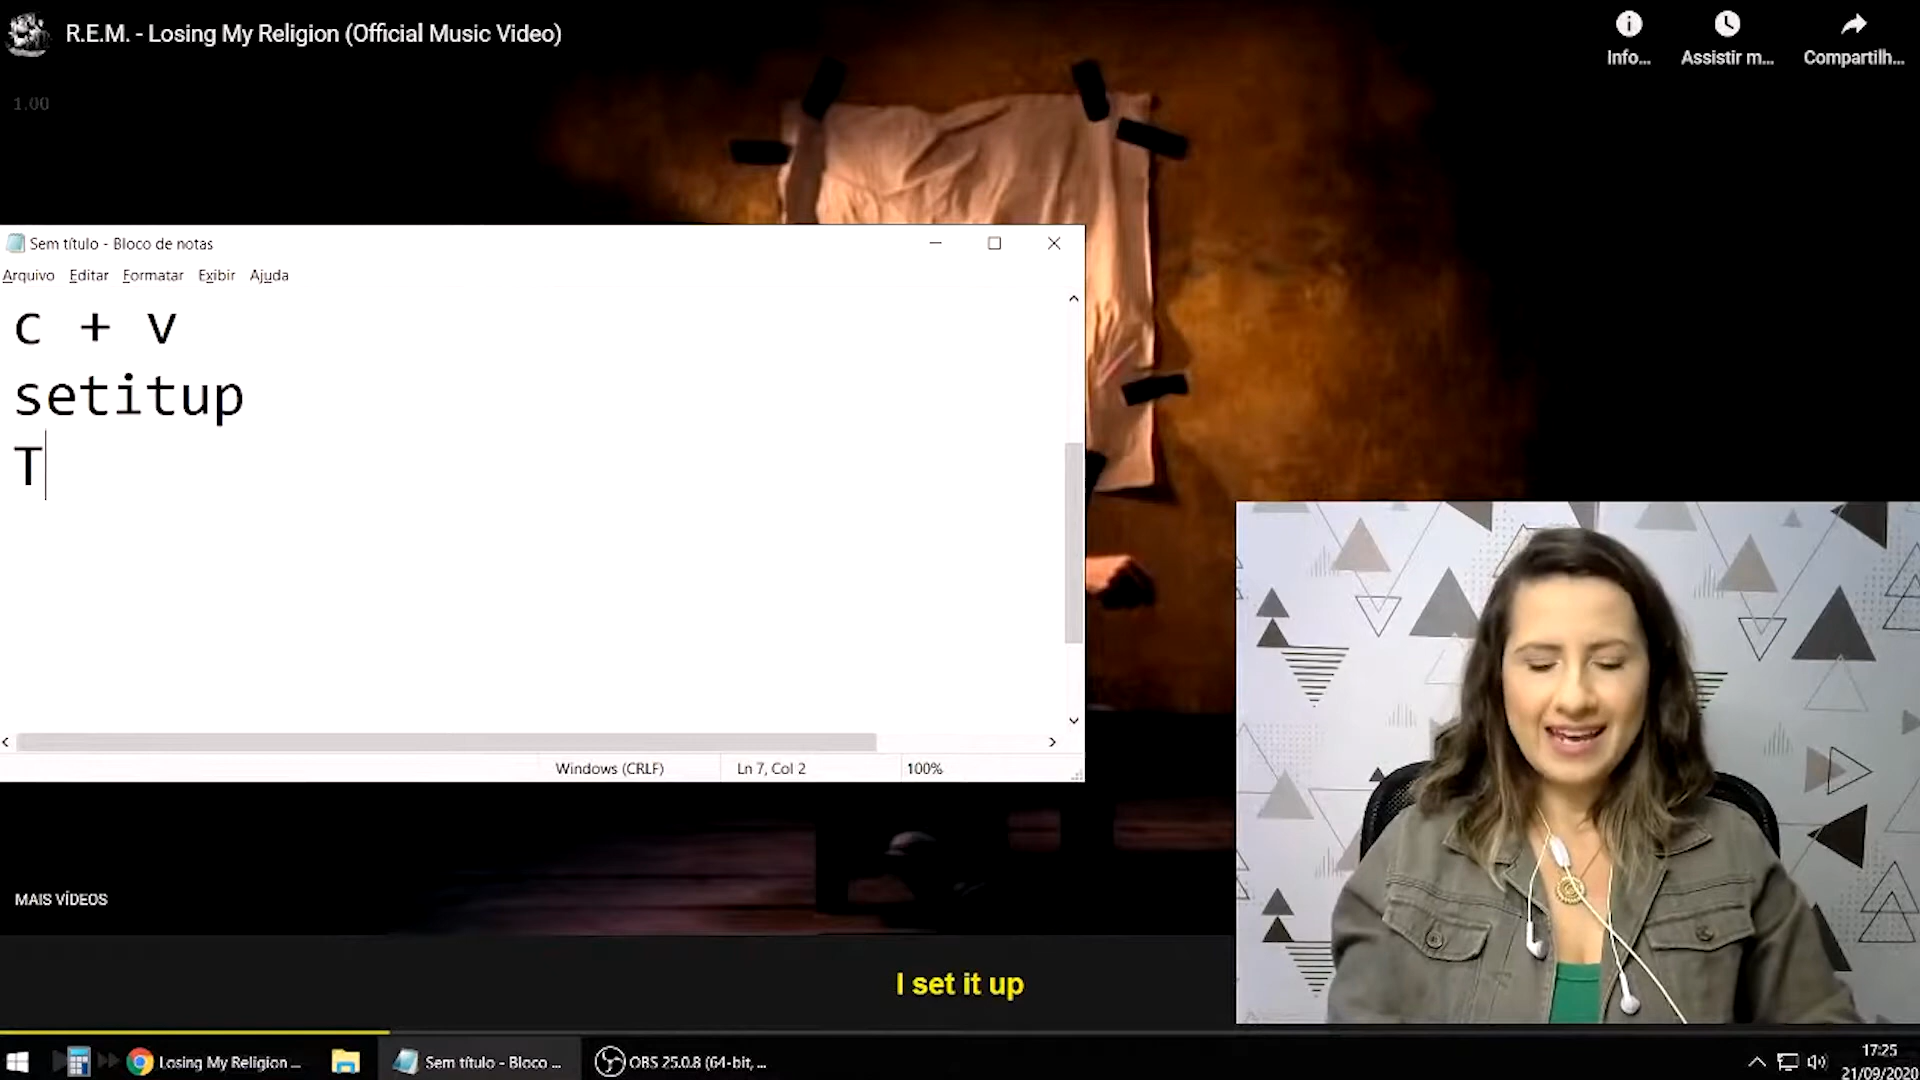 R.E.M. - Losing My Religion (Official Music Video)
Info...
Assistir m...
Compartilh...
1.00
Sem título - Bloco de notas
Arquivo Editar Formatar Exibir Ajuda
c + v
setitup
T
Windows (CRLF)
Ln 7, Col 2
100%
MAIS VÍDEOS
I set it up
Losing My Religion ...
Sem título - Bloco ...
OBS 25.0.8 (64-bit, ...
17:25
21/09/2020